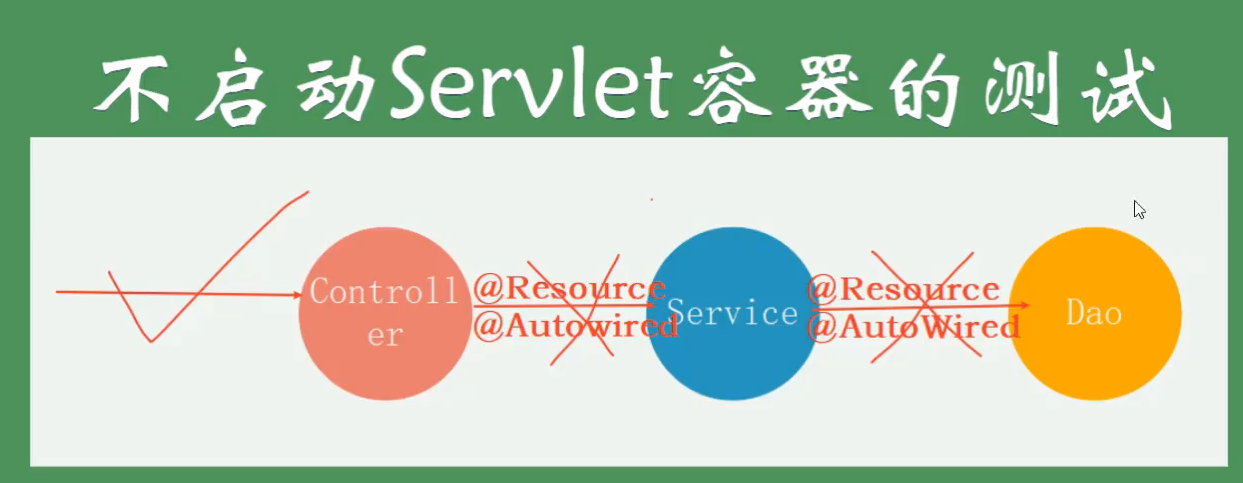 不启动Servlet容器的测试
Controll
er
@Resource
@Autowired
Service
@Resource
@AutoWired
Dao